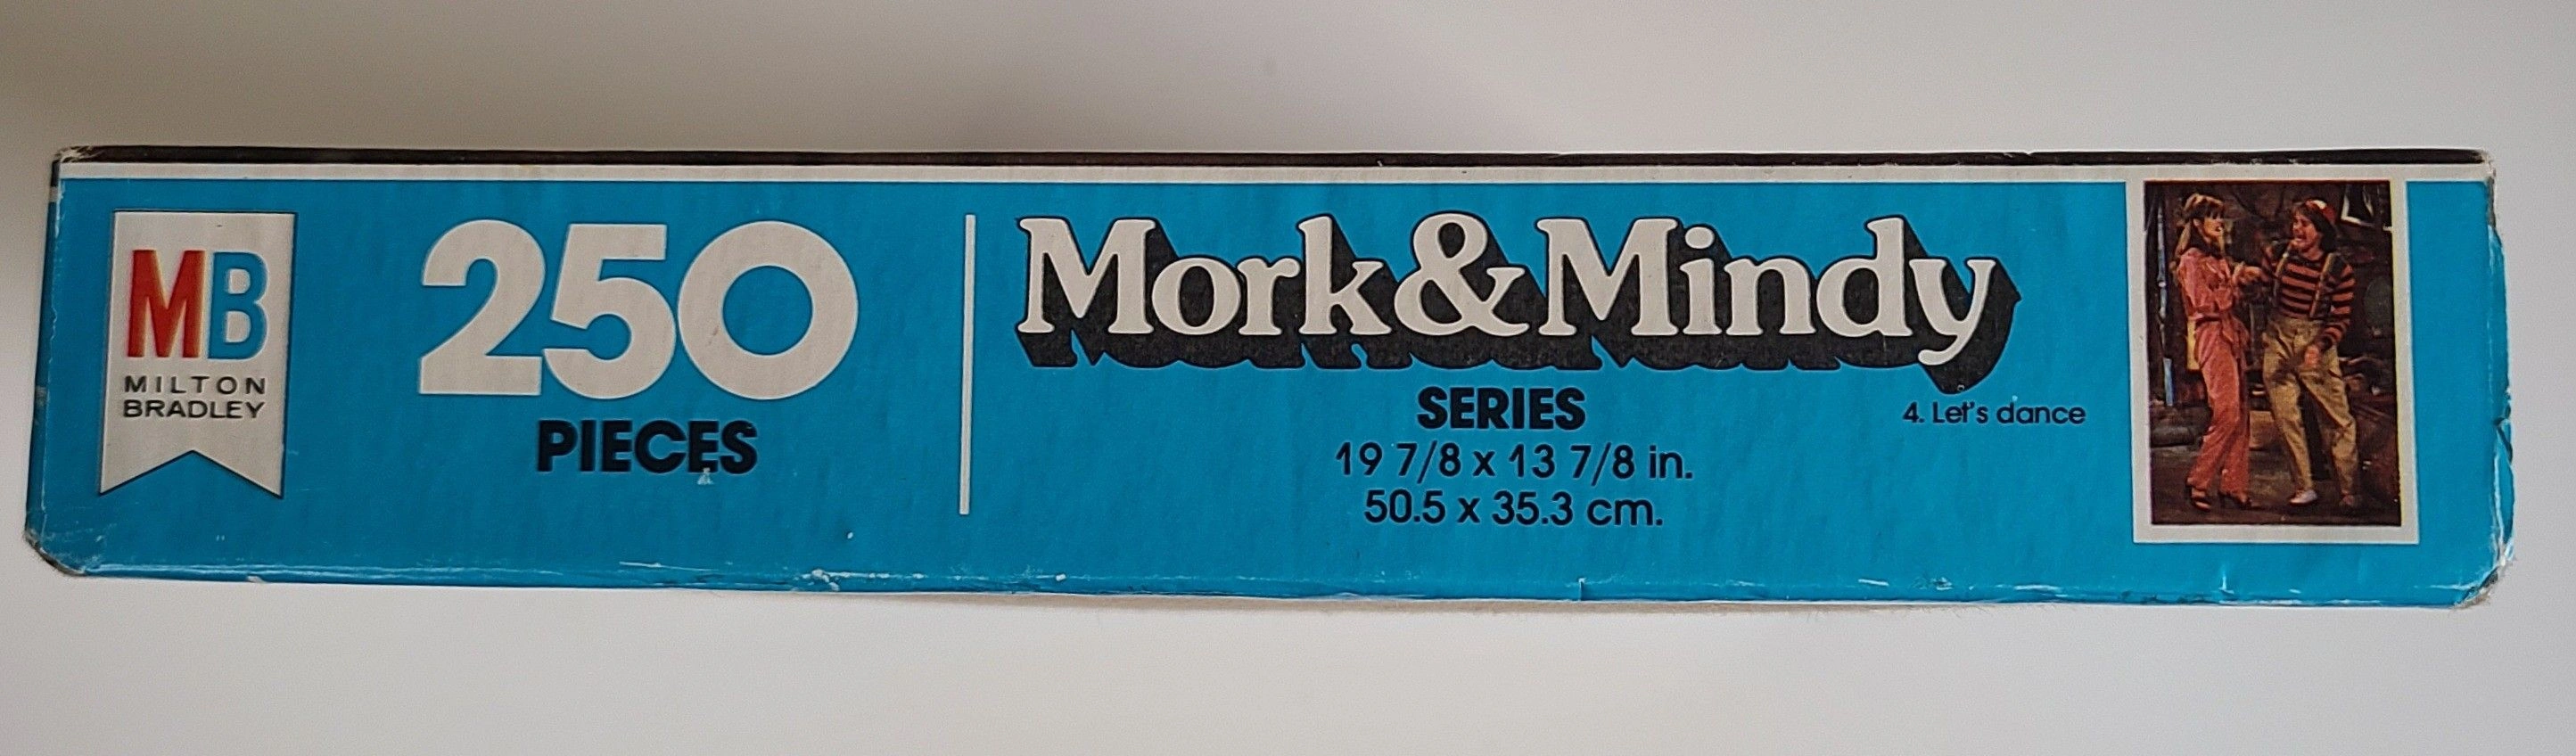 MB
MILTON
BRADLEY
250
PIECES
Mork&Mindy
SERIES
4. Let's dance
19 7/8 x 13 7/8 in.
50.5 x 35.3 cm.